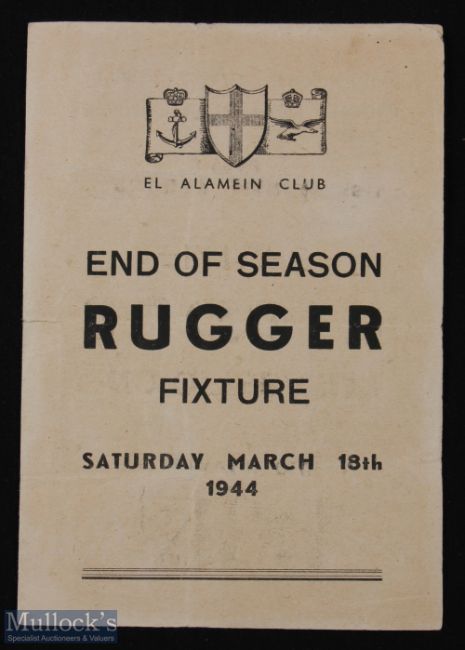 EL ALAMEIN CLUB
END OF SEASON
RUGGER
FIXTURE
SATURDAY MARCH 18th
1944
Mullock's
Specialist Auctioneers & Valuers